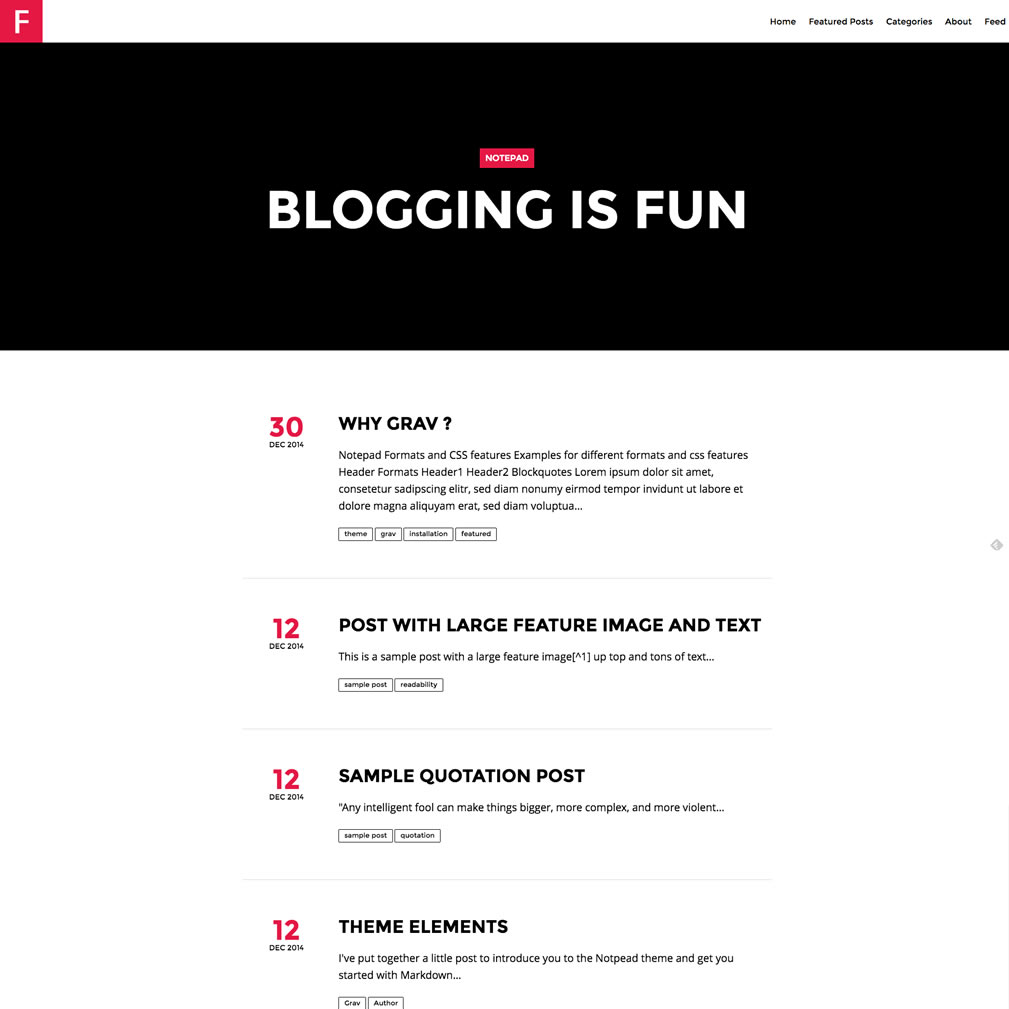 F
Home Featured Posts Categories About Feed
NOTEPAD
BLOGGING IS FUN
30
DEC 2014
WHY GRAV ?
Notepad Formats and CSS features Examples for different formats and css features
Header Formats Header1 Header2 Blockquotes Lorem ipsum dolor sit amet,
consetetur sadipscing elitr, sed diam nonumy eirmod tempor invidunt ut labore et
dolore magna aliquyam erat, sed diam voluptua...
theme grav installation featured
12
DEC 2014
POST WITH LARGE FEATURE IMAGE AND TEXT
This is a sample post with a large feature image[^1] up top and tons of text...
sample post readability
12
DEC 2014
SAMPLE QUOTATION POST
"Any intelligent fool can make things bigger, more complex, and more violent...
sample post quotation
12
DEC 2014
THEME ELEMENTS
I've put together a little post to introduce you to the Notpead theme and get you
started with Markdown...
Grav Author